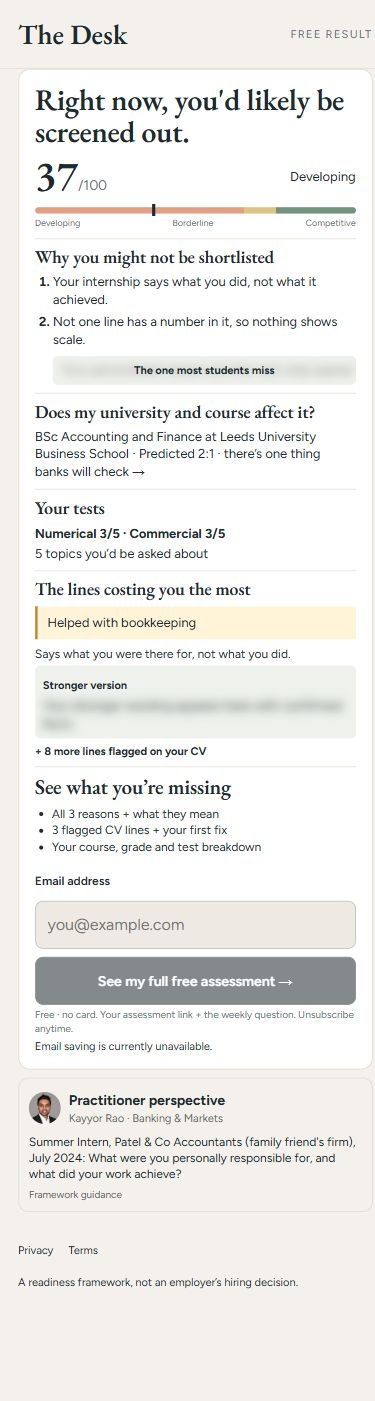 The Desk
FREE RESULT
Right now, you'd likely be
screened out.
37/100
Developing
Developing
Borderline
Competitive
Why you might not be shortlisted
1. Your internship says what you did, not what it
achieved.
2. Not one line has a number in it, so nothing shows
scale.
The one most students miss
Does my university and course affect it?
BSc Accounting and Finance at Leeds University
Business School · Predicted 2:1 · there's one thing
banks will check →
Your tests
Numerical 3/5 · Commercial 3/5
5 topics you'd be asked about
The lines costing you the most
Helped with bookkeeping
Says what you were there for, not what you did.
Stronger version
+ 8 more lines flagged on your CV
See what you're missing
• All 3 reasons + what they mean
• 3 flagged CV lines + your first fix
• Your course, grade and test breakdown
Email address
you@example.com
See my full free assessment →
Free · no card. Your assessment link + the weekly question. Unsubscribe
anytime.
Email saving is currently unavailable.
Practitioner perspective
Kayyor Rao · Banking & Markets
Summer Intern, Patel & Co Accountants (family friend's firm),
July 2024: What were you personally responsible for, and
what did your work achieve?
Framework guidance
Privacy
Terms
A readiness framework, not an employer's hiring decision.